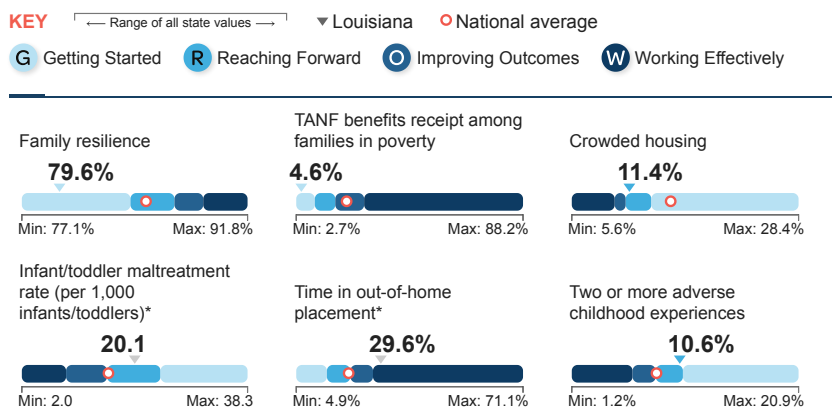 KEY Range of all state values Louisiana National average
G Getting Started R Reaching Forward O Improving Outcomes W Working Effectively
Family resilience
79.6%
Min: 77.1% Max: 91.8%
TANF benefits receipt among
families in poverty
4.6%
Min: 2.7% Max: 88.2%
Crowded housing
11.4%
Min: 5.6% Max: 28.4%
Infant/toddler maltreatment
rate (per 1,000
infants/toddlers)*
20.1
Min: 2.0 Max: 38.3
Time in out-of-home
placement*
29.6%
Min: 4.9% Max: 71.1%
Two or more adverse
childhood experiences
10.6%
Min: 1.2% Max: 20.9%